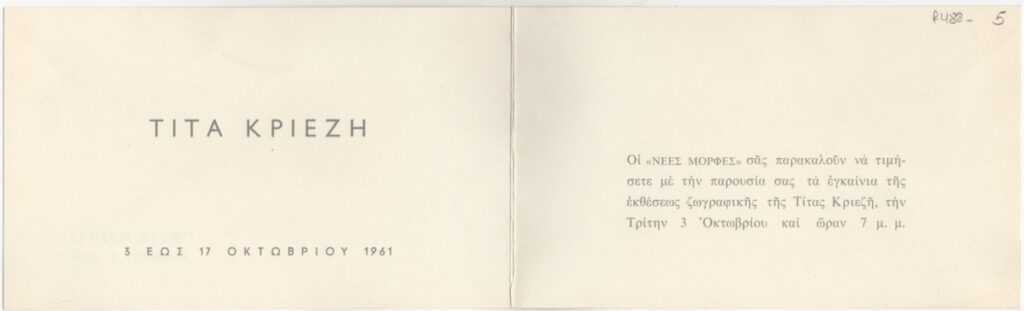 ΤΙΤΑ ΚΡΙΕΖΗ
3 ΕΩΣ 17 ΟΚΤΩΒΡΙΟΥ 1961
5
Οἱ «ΝΕΕΣ ΜΟΡΦΕΣ» σᾶς παρακαλοῦν νὰ τιμή-
σετε μὲ τὴν παρουσία σας τὰ ἐγκαίνια τῆς
ἐκθέσεως ζωγραφικῆς τῆς Τίτας Κριεζῆ, τὴν
Τρίτην 3 Ὀκτωβρίου καὶ ὥραν 7 μ. μ.